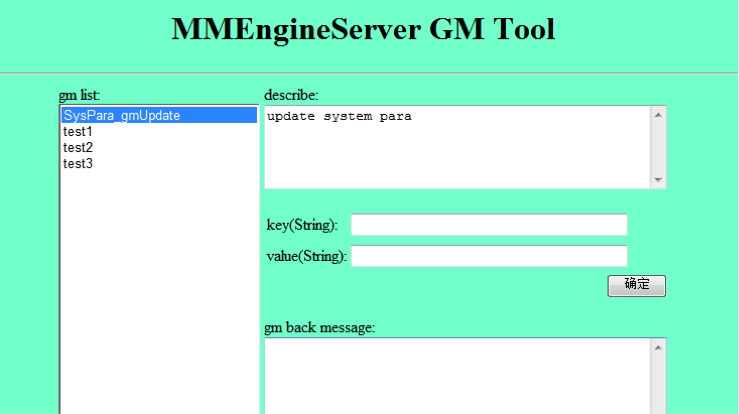 MMEngineServer GM Tool
gm list:
SysPara_gmUpdate
test1
test2
test3
describe:
update system para
key(String):
value(String):
确定
gm back message: